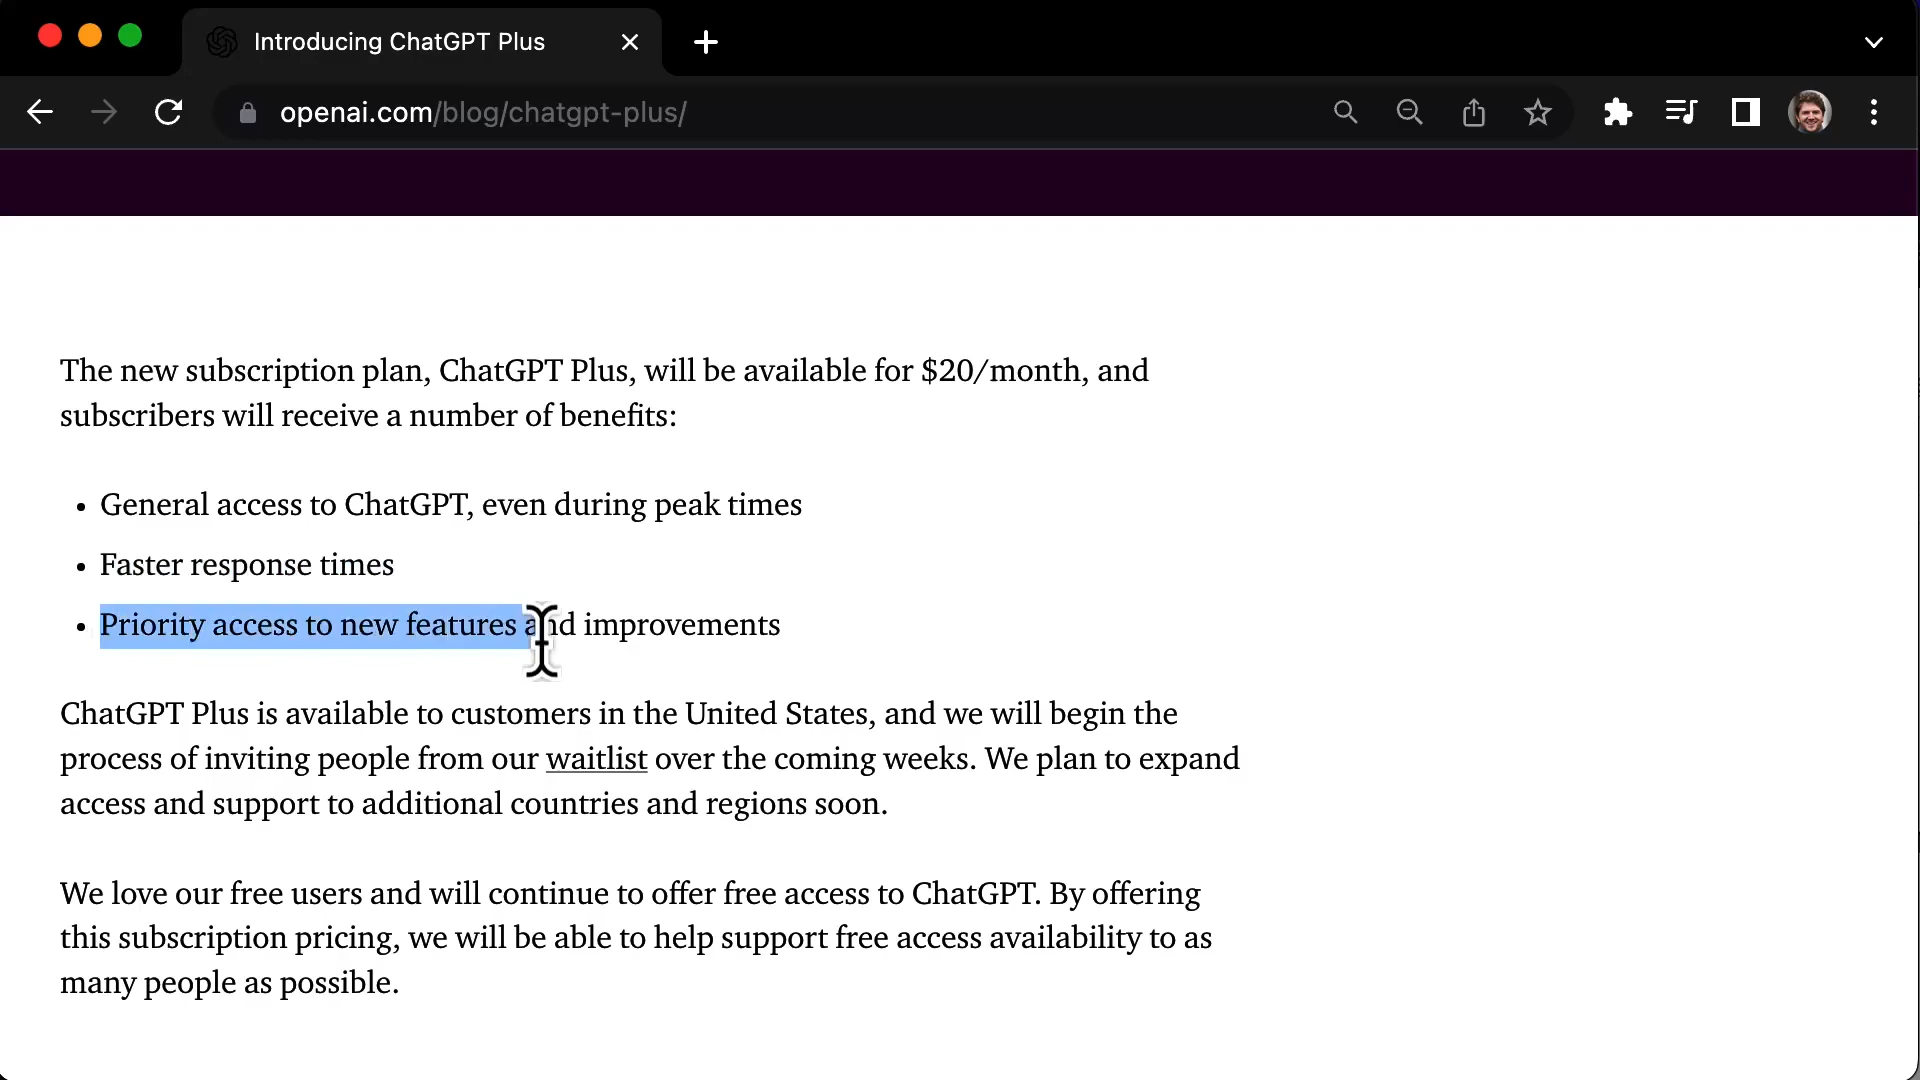 Introducing ChatGPT Plus
openai.com/blog/chatgpt-plus/
The new subscription plan, ChatGPT Plus, will be available for $20/month, and
subscribers will receive a number of benefits:
• General access to ChatGPT, even during peak times
• Faster response times
• Priority access to new features and improvements
ChatGPT Plus is available to customers in the United States, and we will begin the
process of inviting people from our waitlist over the coming weeks. We plan to expand
access and support to additional countries and regions soon.
We love our free users and will continue to offer free access to ChatGPT. By offering
this subscription pricing, we will be able to help support free access availability to as
many people as possible.